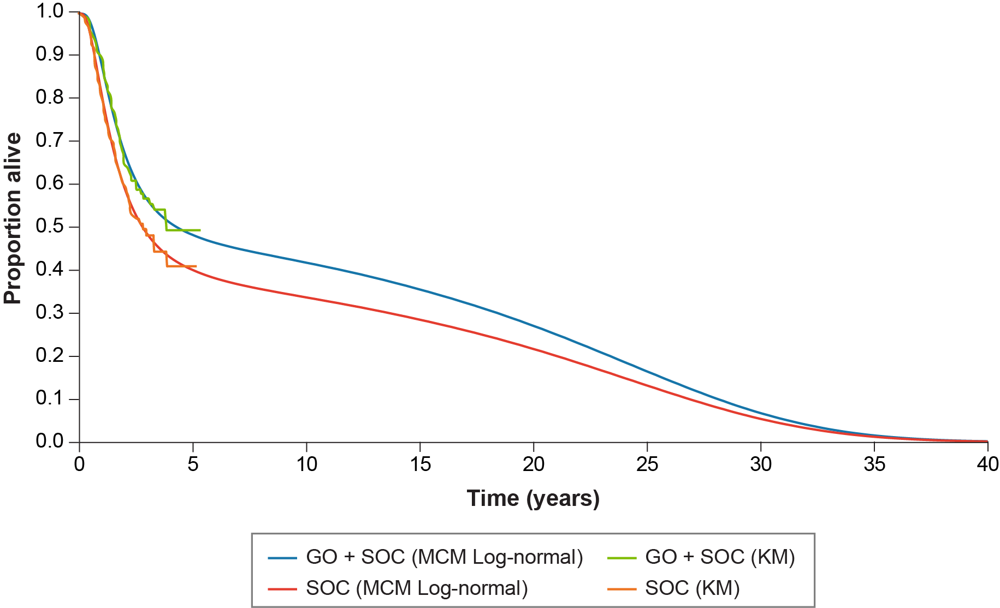 Proportion alive
1.0
0.9
0.8
0.7
0.6
0.5
0.4
0.3
0.2
0.1
0.0
0 5 10 15 20 25 30 35 40
Time (years)
GO + SOC (MCM Log-normal) GO + SOC (KM)
SOC (MCM Log-normal) SOC (KM)